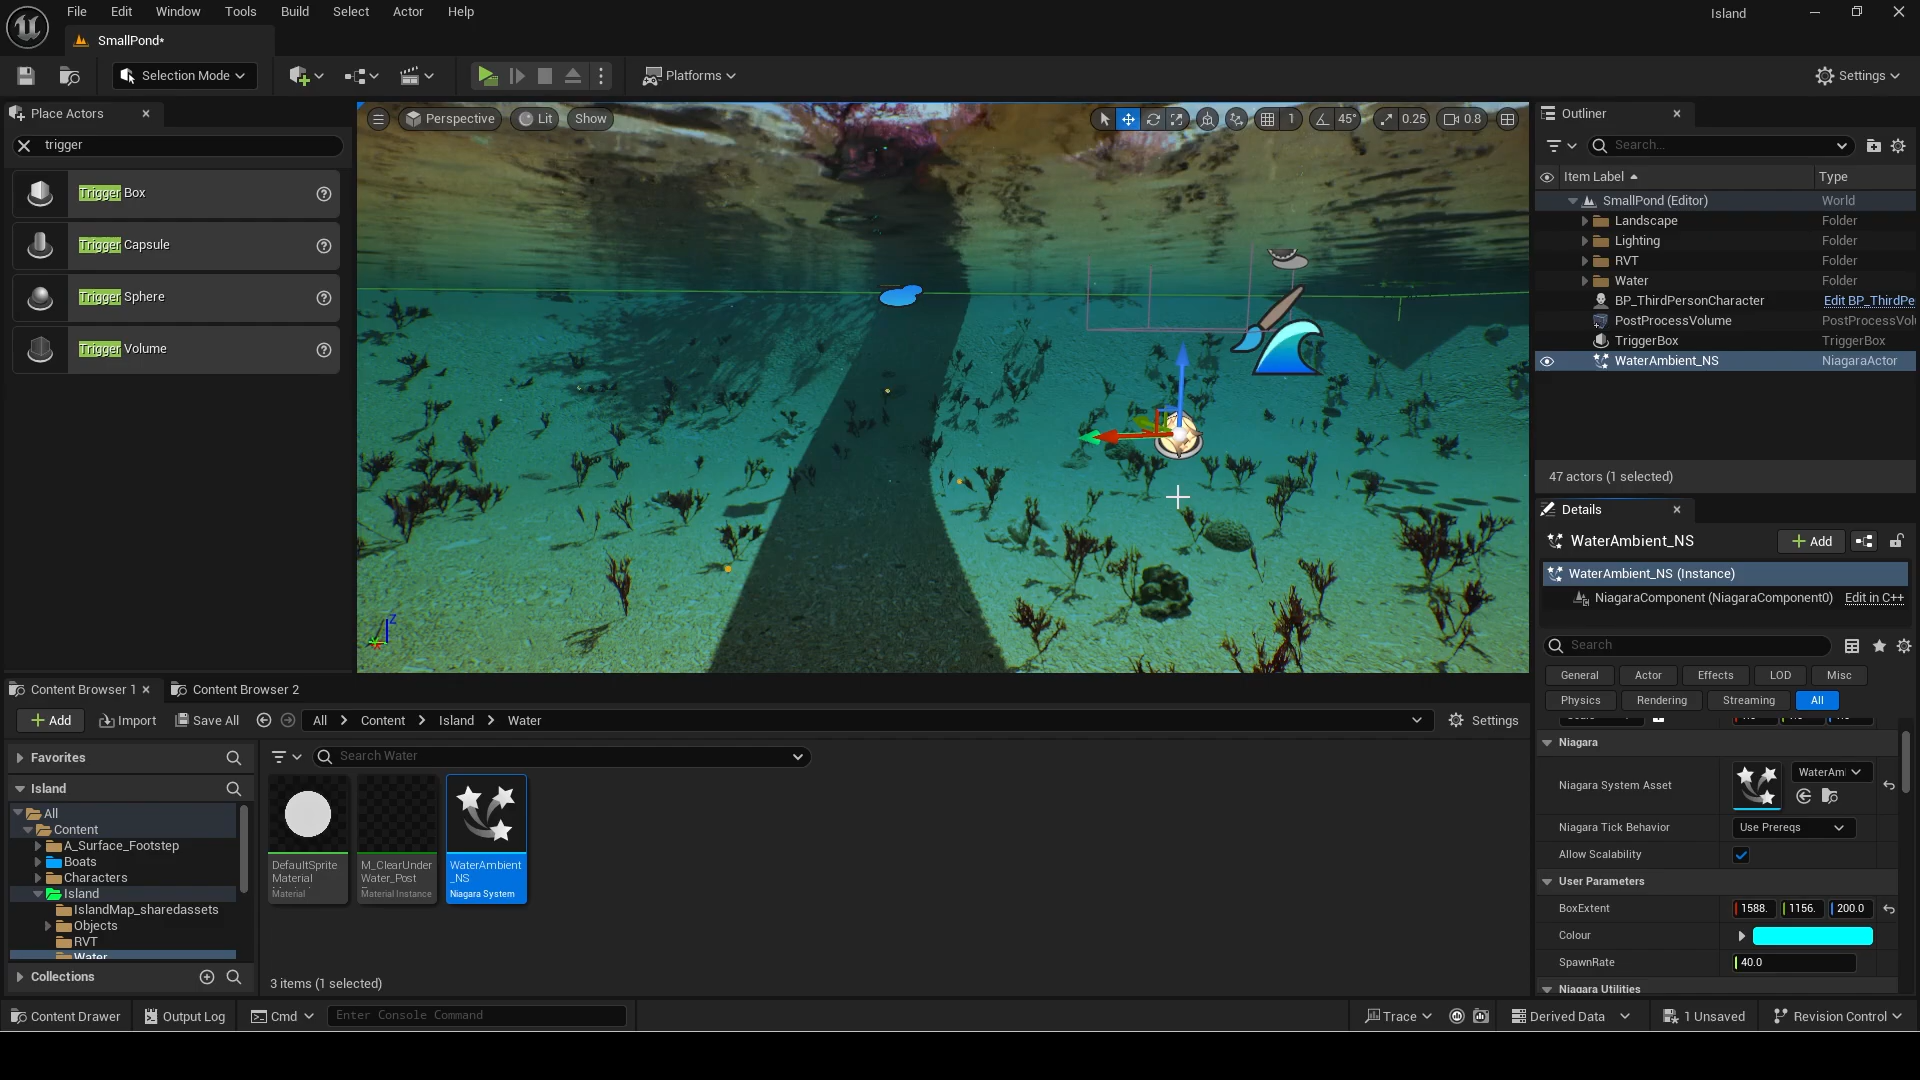 File Edit Window Tools Build Select Actor Help
Island
SmallPond*
Selection Mode
Platforms
Settings
Place Actors
trigger
Trigger Box
Trigger Capsule
Trigger Sphere
Trigger Volume
Perspective Lit Show
1 45° 0.25 0.8
Z
Outliner
Search...
Item Label Type
SmallPond (Editor) World
Landscape Folder
Lighting Folder
RVT Folder
Water Folder
BP_ThirdPersonCharacter Edit BP_ThirdPe
PostProcessVolume PostProcessVolu
TriggerBox TriggerBox
WaterAmbient_NS NiagaraActor
47 actors (1 selected)
Details
WaterAmbient_NS Add
WaterAmbient_NS (Instance)
NiagaraComponent (NiagaraComponent0) Edit in C++
Search
General Actor Effects LOD Misc
Physics Rendering Streaming All
Niagara
Niagara System Asset WaterAml
Niagara Tick Behavior Use Prereqs
Allow Scalability
User Parameters
BoxExtent 1588. 1156. 200.0
Colour
SpawnRate 40.0
Niagara Utilities
Content Browser 1 Content Browser 2
Add Import Save All All Content Island Water Settings
Favorites
Search Water
Island
All
Content
A_Surface_Footstep
Boats
Characters
Island
IslandMap_sharedassets
Objects
RVT
Water
Collections
DefaultSprite
Material
Material
M_ClearUnder
Water_Post
Material Instance
WaterAmbient
_NS
Niagara System
3 items (1 selected)
Content Drawer Output Log Cmd Enter Console Command Trace Derived Data 1 Unsaved Revision Control